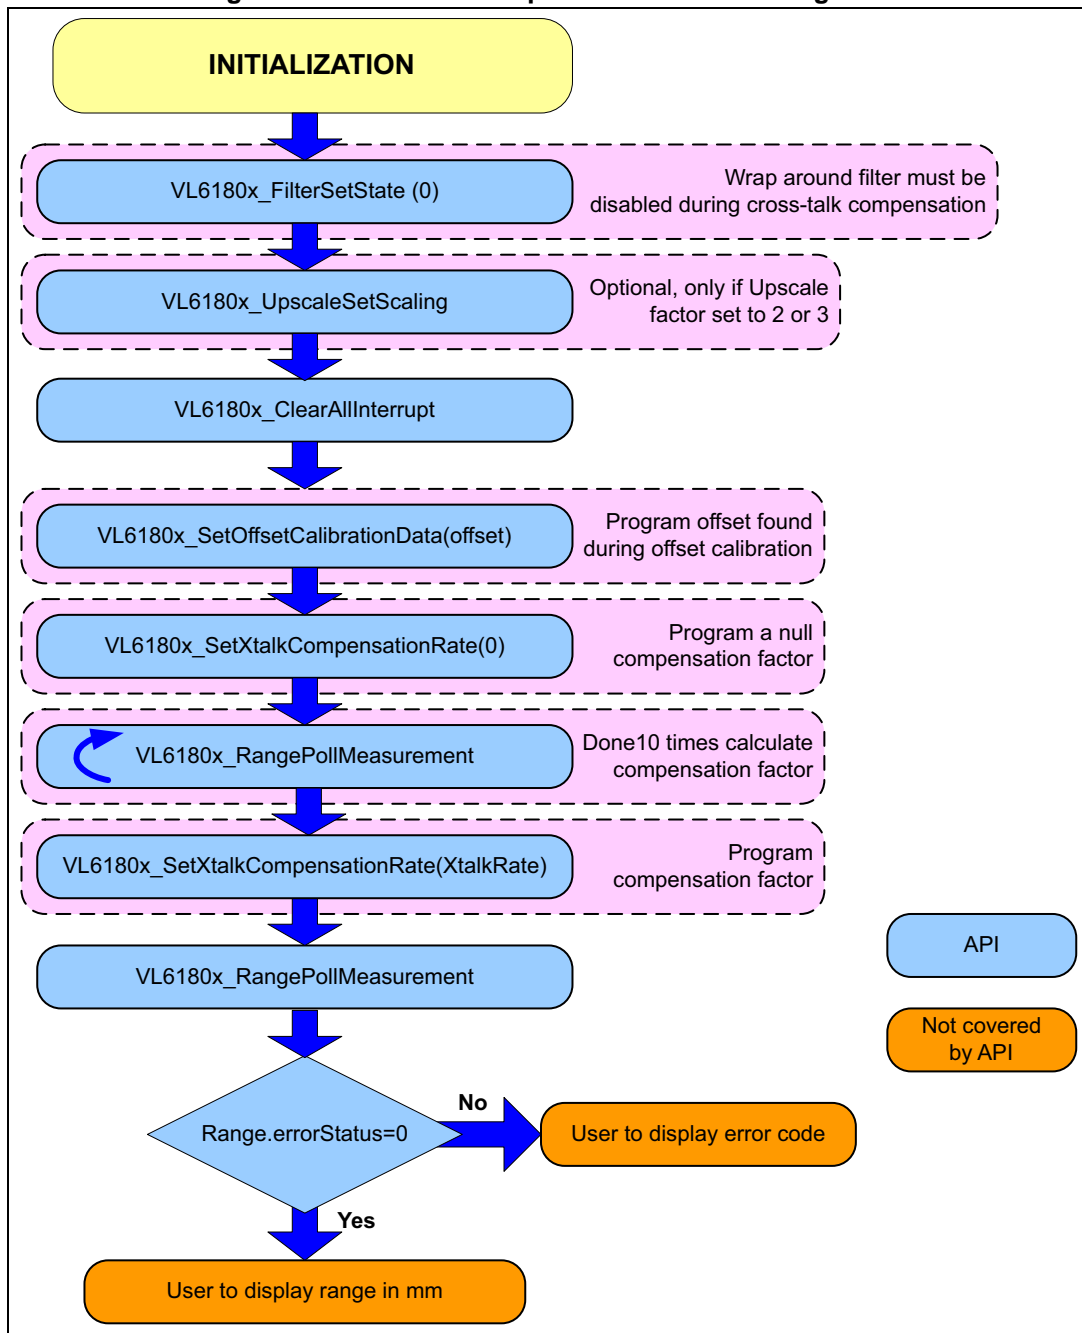 INITIALIZATION
VL6180x_FilterSetState (0)
Wrap around filter must be
disabled during cross-talk compensation
VL6180x_UpscaleSetScaling
Optional, only if Upscale
factor set to 2 or 3
VL6180x_ClearAllInterrupt
VL6180x_SetOffsetCalibrationData(offset)
Program offset found
during offset calibration
VL6180x_SetXtalkCompensationRate(0)
Program a null
compensation factor
VL6180x_RangePollMeasurement
Done10 times calculate
compensation factor
VL6180x_SetXtalkCompensationRate(XtalkRate)
Program
compensation factor
VL6180x_RangePollMeasurement
API
Not covered
by API
Range.errorStatus=0
No
User to display error code
Yes
User to display range in mm